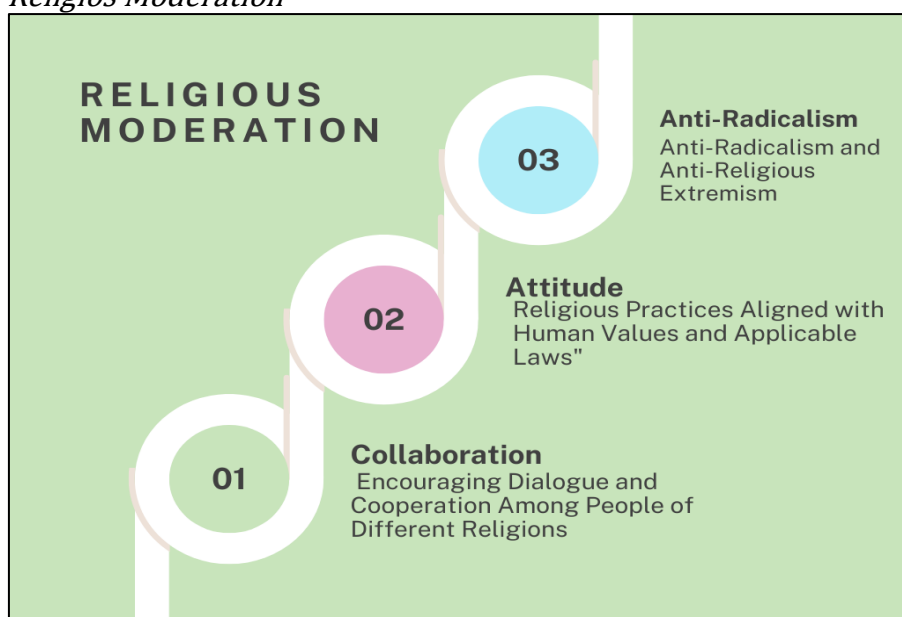 Religios Moderation
RELIGIOUS
MODERATION
03
Anti-Radicalism
Anti-Radicalism and
Anti-Religious
Extremism
02
Attitude
Religious Practices Aligned with
Human Values and Applicable
Laws"
01
Collaboration
Encouraging Dialogue and
Cooperation Among People of
Different Religions